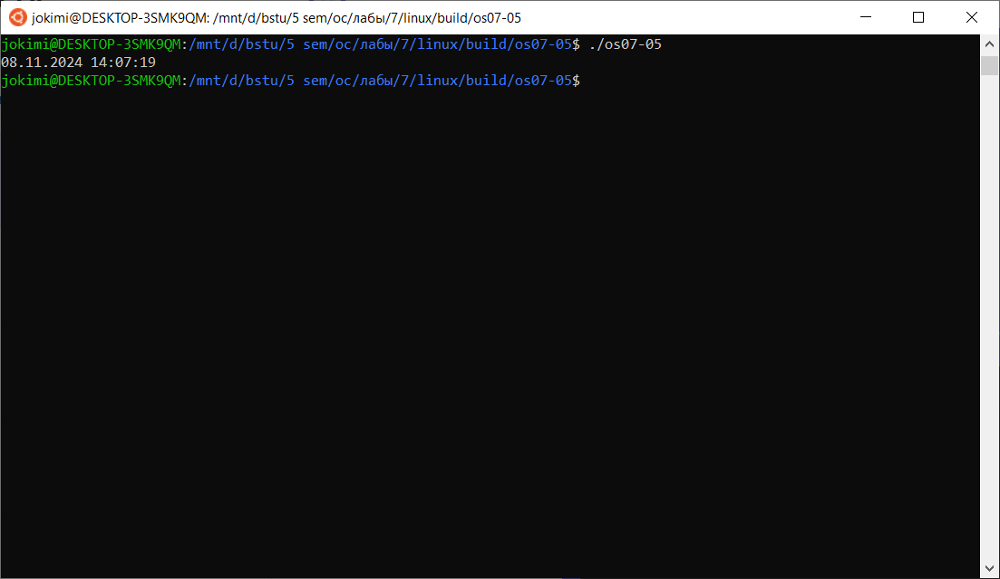 jokimi@DESKTOP-3SMK9QM: /mnt/d/bstu/5 sem/ос/лабы/7/linux/build/os07-05
jokimi@DESKTOP-3SMK9QM:/mnt/d/bstu/5 sem/ос/лабы/7/linux/build/os07-05$ ./os07-05
08.11.2024 14:07:19
jokimi@DESKTOP-3SMK9QM:/mnt/d/bstu/5 sem/ос/лабы/7/linux/build/os07-05$